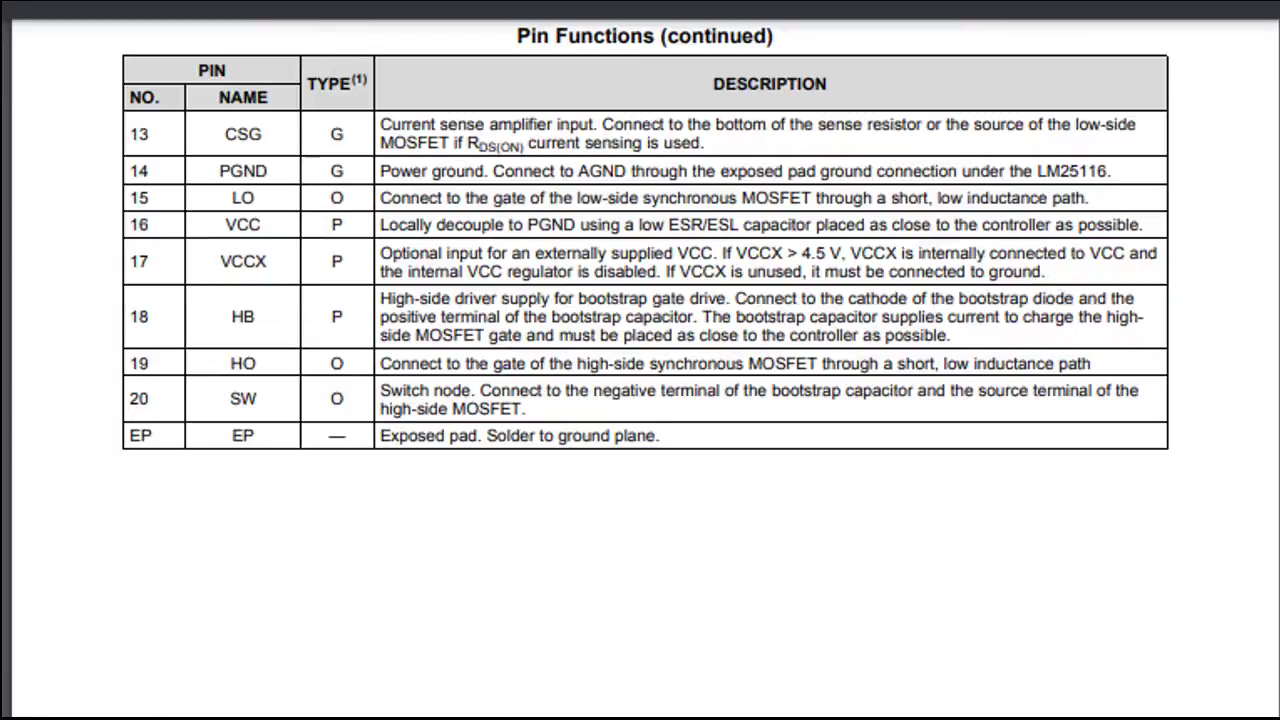 Pin Functions (continued)
PIN
TYPE(1)
DESCRIPTION
NO.
NAME
13
CSG
G
Current sense amplifier input. Connect to the bottom of the sense resistor or the source of the low-side
MOSFET if RDS(ON) current sensing is used.
14
PGND
G
Power ground. Connect to AGND through the exposed pad ground connection under the LM25116.
15
LO
O
Connect to the gate of the low-side synchronous MOSFET through a short, low inductance path.
16
VCC
P
Locally decouple to PGND using a low ESR/ESL capacitor placed as close to the controller as possible.
17
VCCX
P
Optional input for an externally supplied VCC. If VCCX > 4.5 V, VCCX is internally connected to VCC and
the internal VCC regulator is disabled. If VCCX is unused, it must be connected to ground.
18
HB
P
High-side driver supply for bootstrap gate drive. Connect to the cathode of the bootstrap diode and the
positive terminal of the bootstrap capacitor. The bootstrap capacitor supplies current to charge the high-
side MOSFET gate and must be placed as close to the controller as possible.
19
HO
O
Connect to the gate of the high-side synchronous MOSFET through a short, low inductance path
20
SW
O
Switch node. Connect to the negative terminal of the bootstrap capacitor and the source terminal of the
high-side MOSFET.
EP
EP
—
Exposed pad. Solder to ground plane.